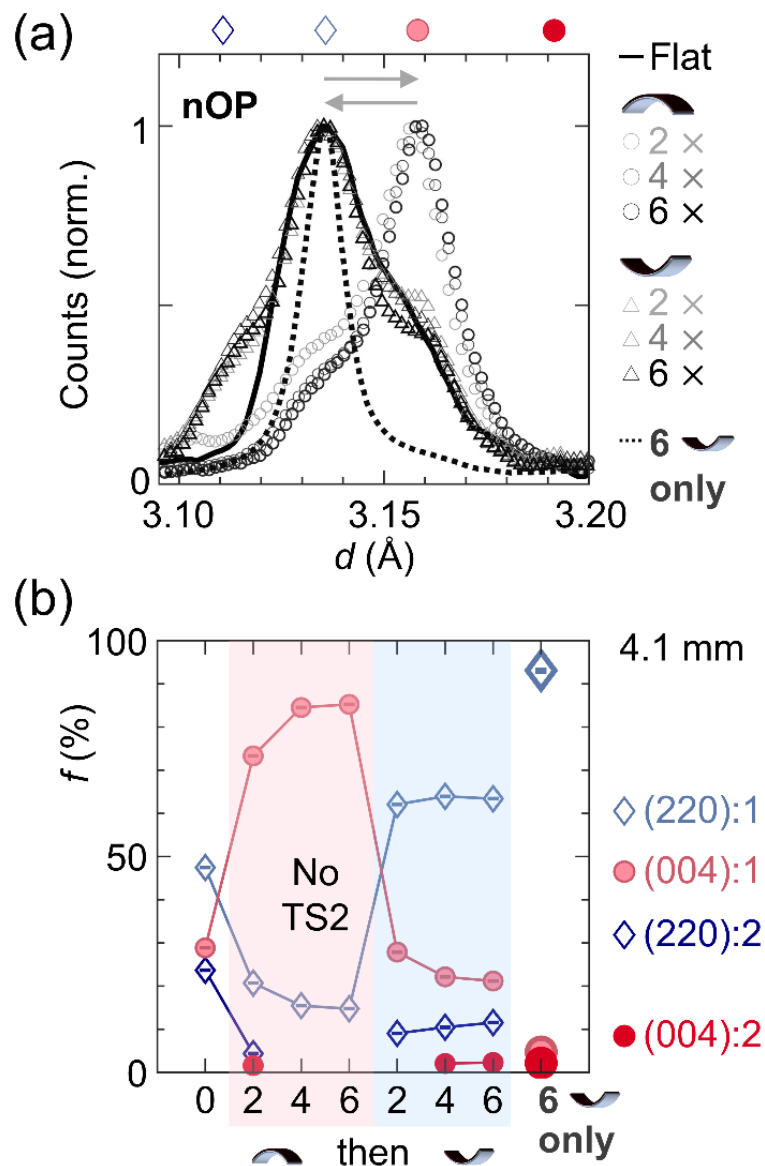 (a)
nOP
Flat
2 ×
4 ×
6 ×
2 ×
4 ×
6 ×
6
only
Counts (norm.)
1
0
3.10
3.15
3.20
d (Å)
(b)
100
50
0
f (%)
No
TS2
4.1 mm
(220):1
(004):1
(220):2
(004):2
0 2 4 6 2 4 6 6
only
then